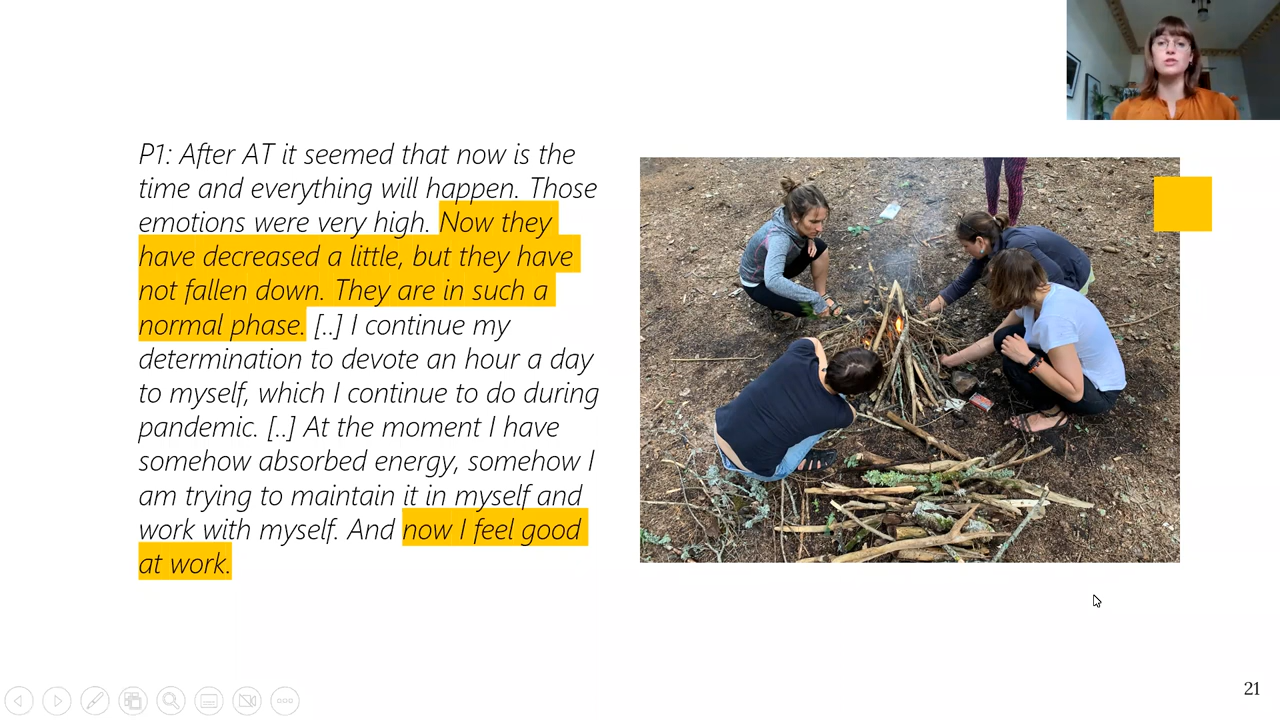 P1: After AT it seemed that now is the
time and everything will happen. Those
emotions were very high. Now they
have decreased a little, but they have
not fallen down. They are in such a
normal phase. [..] I continue my
determination to devote an hour a day
to myself, which I continue to do during
pandemic. [..] At the moment I have
somehow absorbed energy, somehow I
am trying to maintain it in myself and
work with myself. And now I feel good
at work.
21